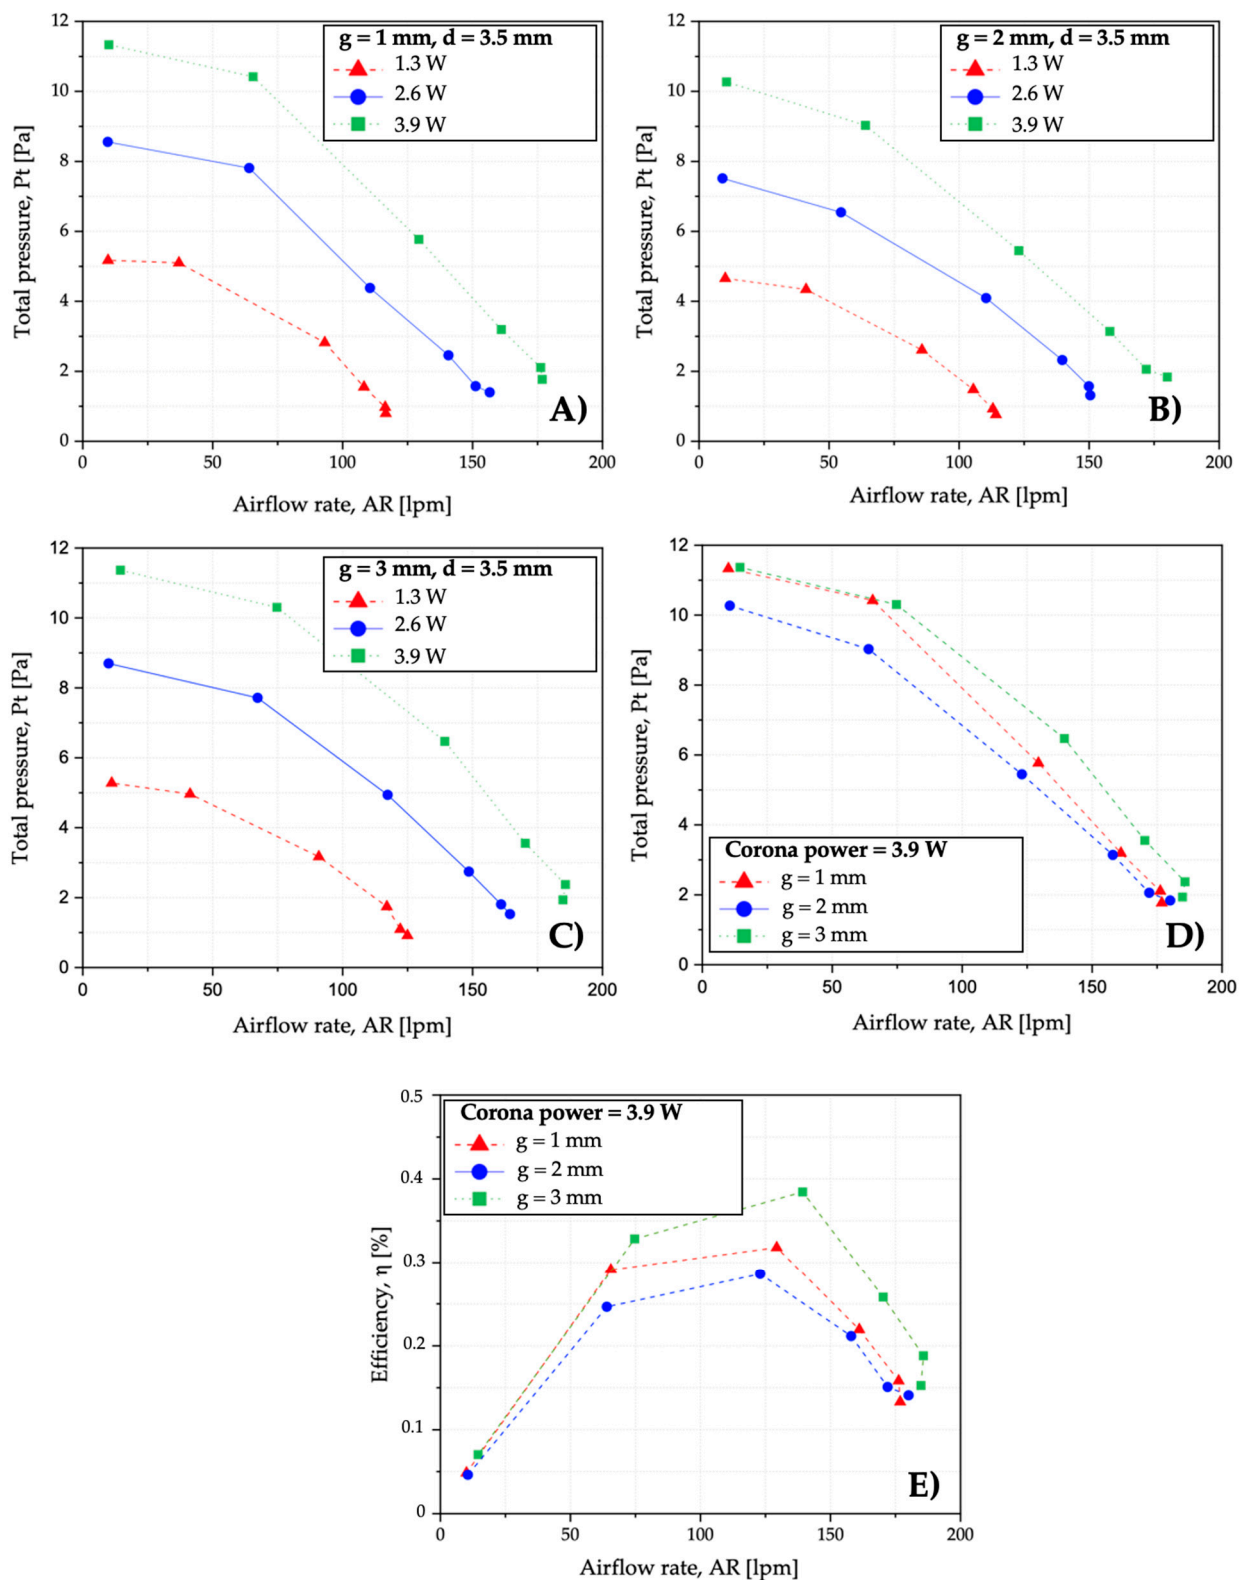 g = 1 mm, d = 3.5 mm
1.3 W
2.6 W
3.9 W
12
10
8
6
4
2
0
Total pressure, Pt [Pa]
0 50 100 150 200
Airflow rate, AR [lpm]
A)
g = 2 mm, d = 3.5 mm
1.3 W
2.6 W
3.9 W
12
10
8
6
4
2
0
Total pressure, Pt [Pa]
0 50 100 150 200
Airflow rate, AR [lpm]
B)
g = 3 mm, d = 3.5 mm
1.3 W
2.6 W
3.9 W
12
10
8
6
4
2
0
Total pressure, Pt [Pa]
0 50 100 150 200
Airflow rate, AR [lpm]
C)
12
10
8
6
4
2
0
Total pressure, Pt [Pa]
Corona power = 3.9 W
g = 1 mm
g = 2 mm
g = 3 mm
D)
0 50 100 150 200
Airflow rate, AR [lpm]
Corona power = 3.9 W
g = 1 mm
g = 2 mm
g = 3 mm
0.5
0.4
0.3
0.2
0.1
0
Efficiency, η [%]
E)
0 50 100 150 200
Airflow rate, AR [lpm]